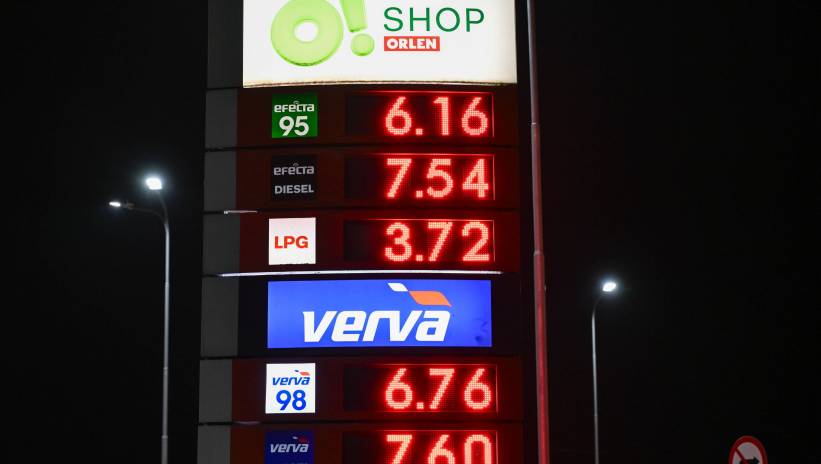 o! SHOP
ORLEN
EFECTA 95 6.16
EFECTA DIESEL 7.54
LPG 3.72
verva
verva 98 6.76
verva 7.60